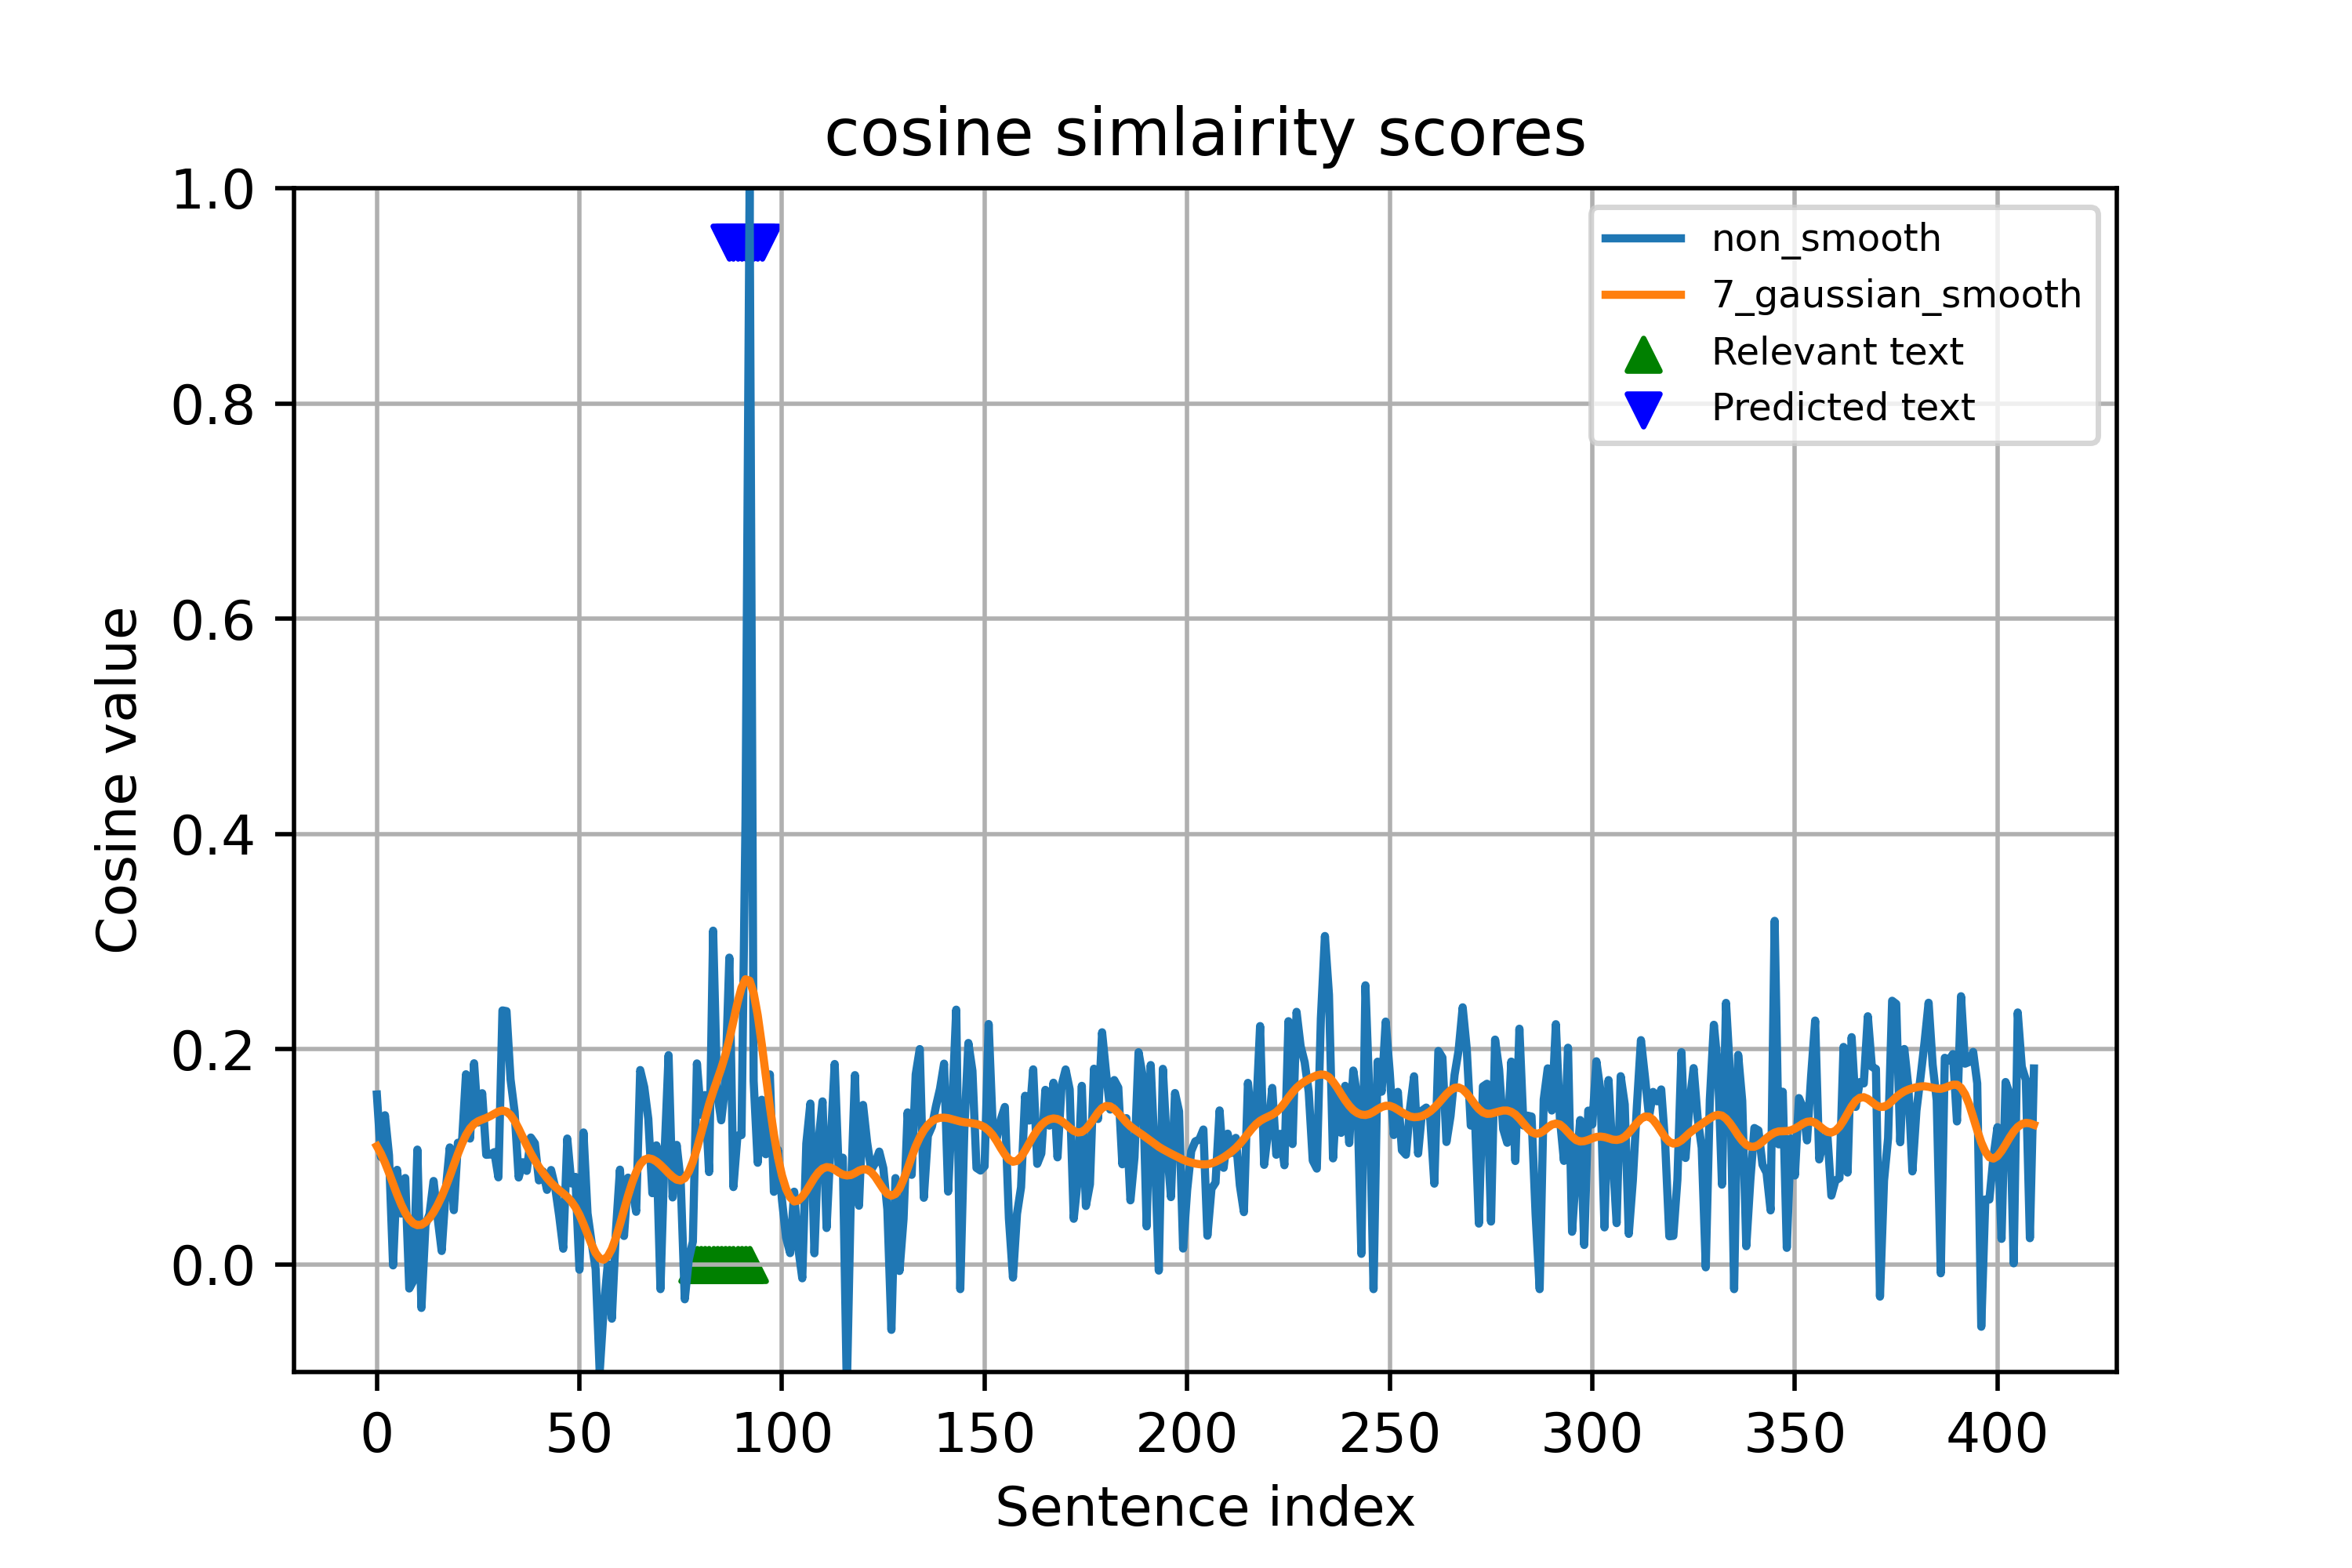 cosine simlairity scores
1.0
0.8
0.6
0.4
0.2
0.0
Cosine value
non_smooth
7_gaussian_smooth
Relevant text
Predicted text
0 50 100 150 200 250 300 350 400
Sentence index